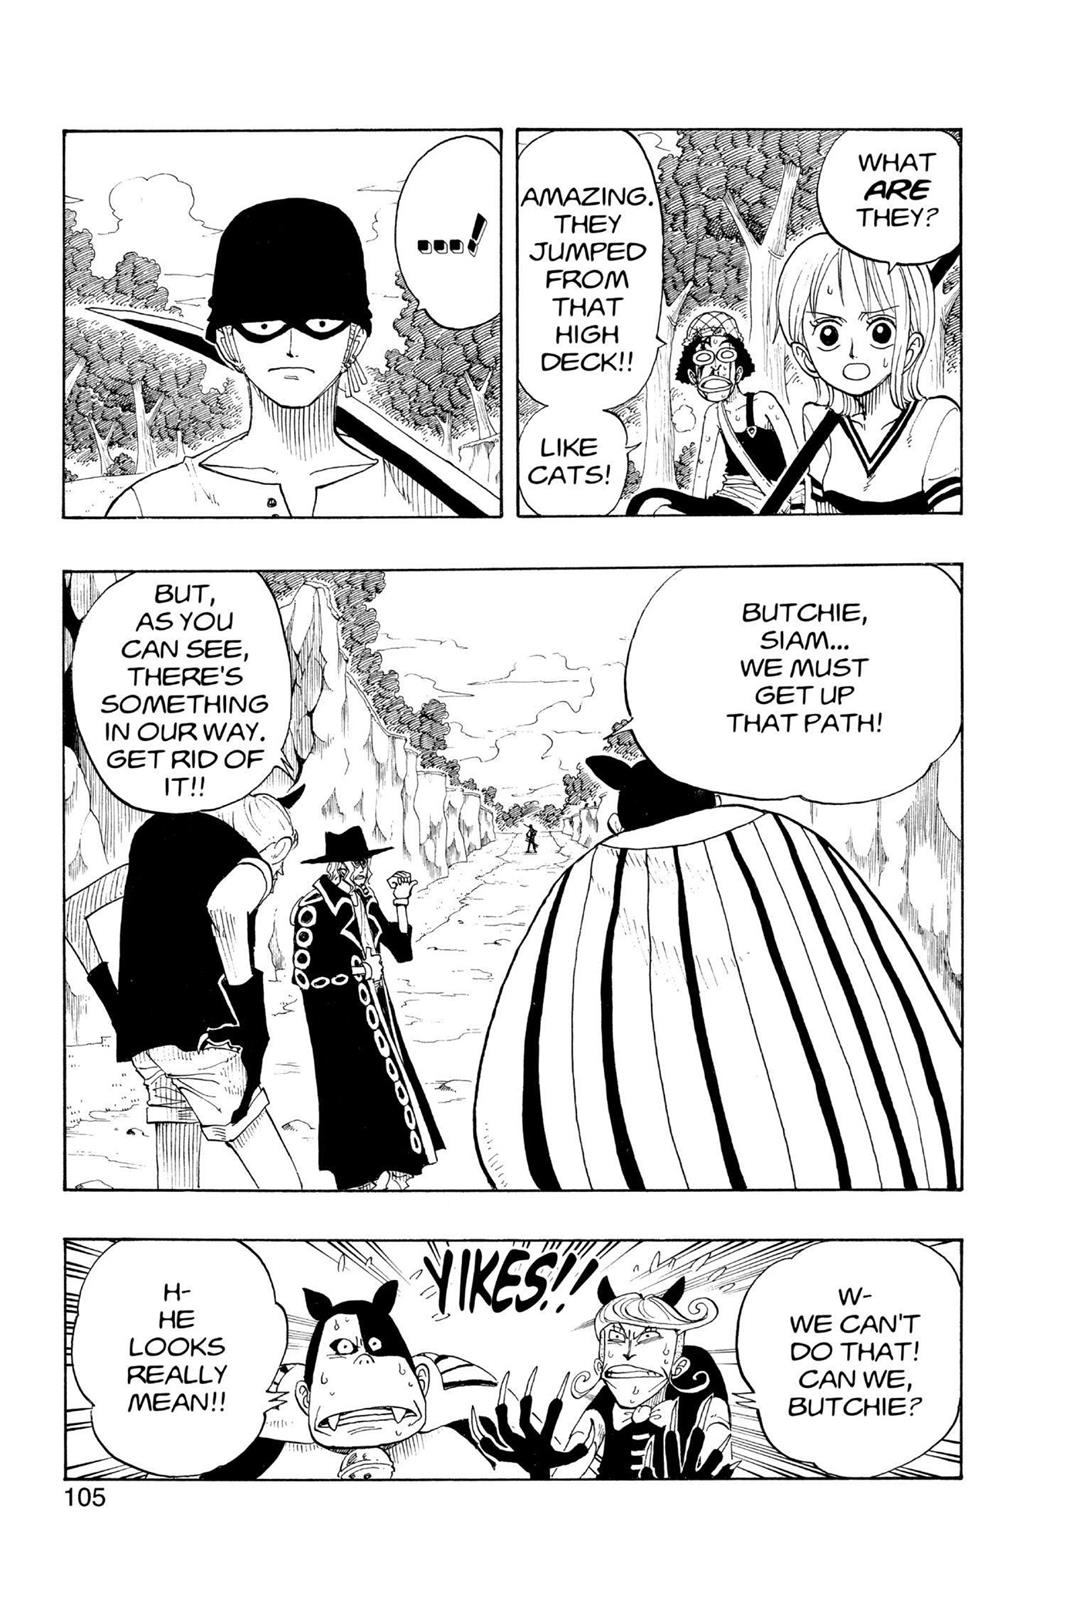 WHAT
ARE
THEY?
AMAZING.
THEY
JUMPED
FROM
THAT
HIGH
DECK!!
LIKE
CATS!
....!
BUTCHIE,
SIAM...
WE MUST
GET UP
THAT PATH!
BUT,
AS YOU
CAN SEE,
THERE'S
SOMETHING
IN OUR WAY.
GET RID OF
IT!!
W-
WE CAN'T
DO THAT!
CAN WE,
BUTCHIE?
YIKES!!
H-
HE
LOOKS
REALLY
MEAN!!
105